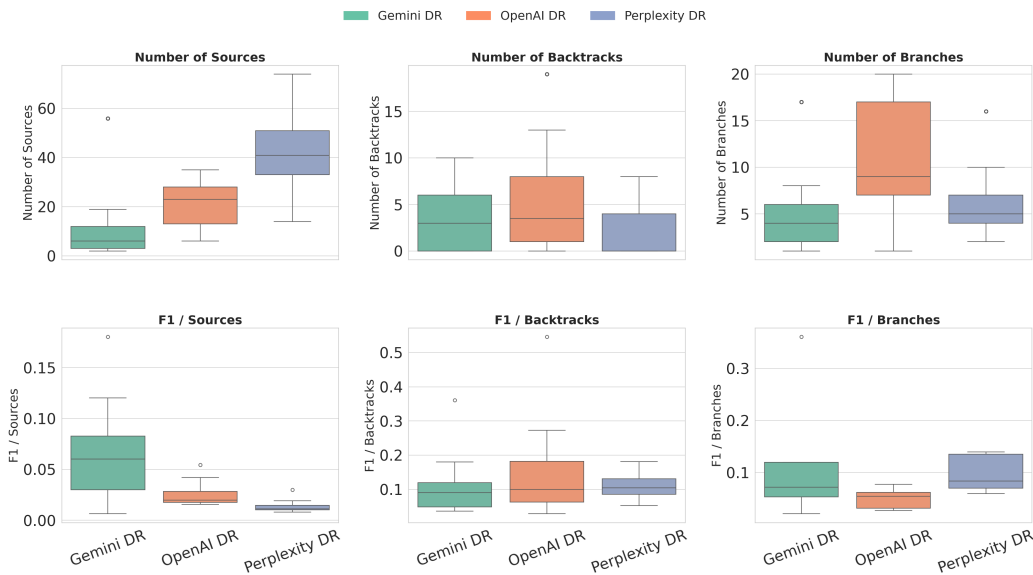 Gemini DR OpenAI DR Perplexity DR
Number of Sources
Number of Sources
60
40
20
0
Number of Backtracks
Number of Backtracks
15
10
5
0
Number of Branches
Number of Branches
20
15
10
5
F1 / Sources
F1 / Sources
0.15
0.10
0.05
0.00
Gemini DR OpenAI DR Perplexity DR
F1 / Backtracks
F1 / Backtracks
0.5
0.4
0.3
0.2
0.1
Gemini DR OpenAI DR Perplexity DR
F1 / Branches
F1 / Branches
0.3
0.2
0.1
Gemini DR OpenAI DR Perplexity DR